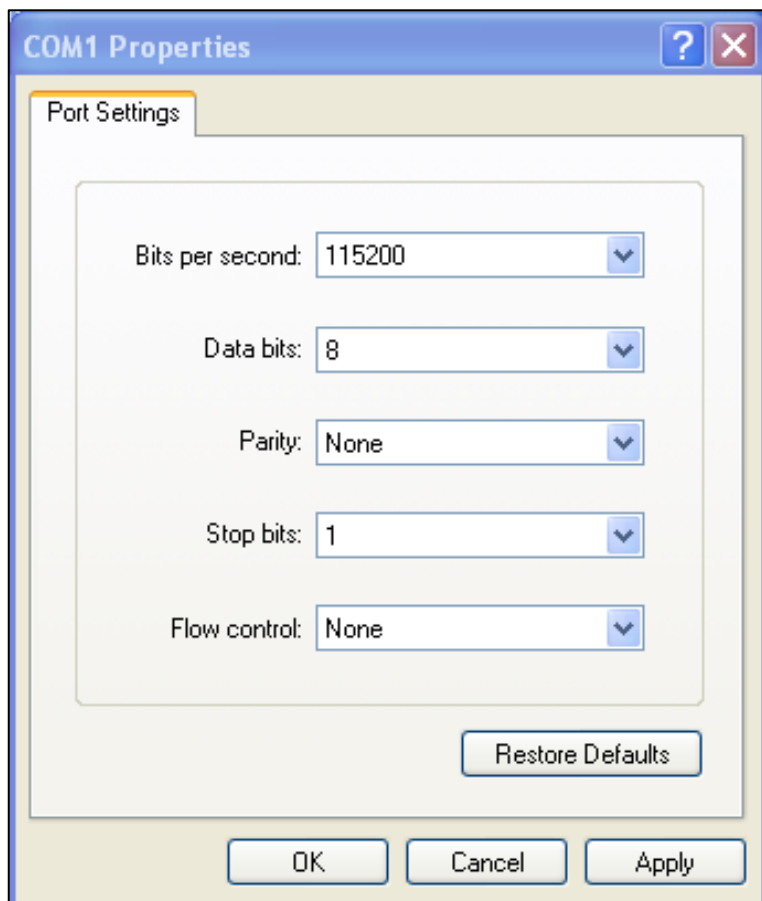 COM1 Properties
Port Settings
Bits per second: 115200
Data bits: 8
Parity: None
Stop bits: 1
Flow control: None
Restore Defaults
OK Cancel Apply